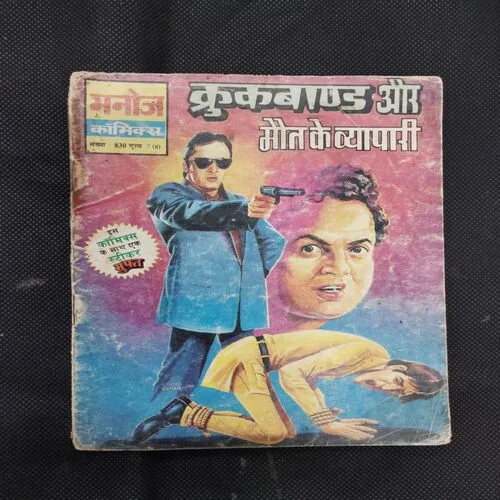 मनोज
कॉमिक्स
संख्या 830 मूल्य 7.00
क्रुकबाण्ड और
मौत के व्यापारी
इस
कॉमिक्स
के साथ एक
स्टीकर
मुफ्त